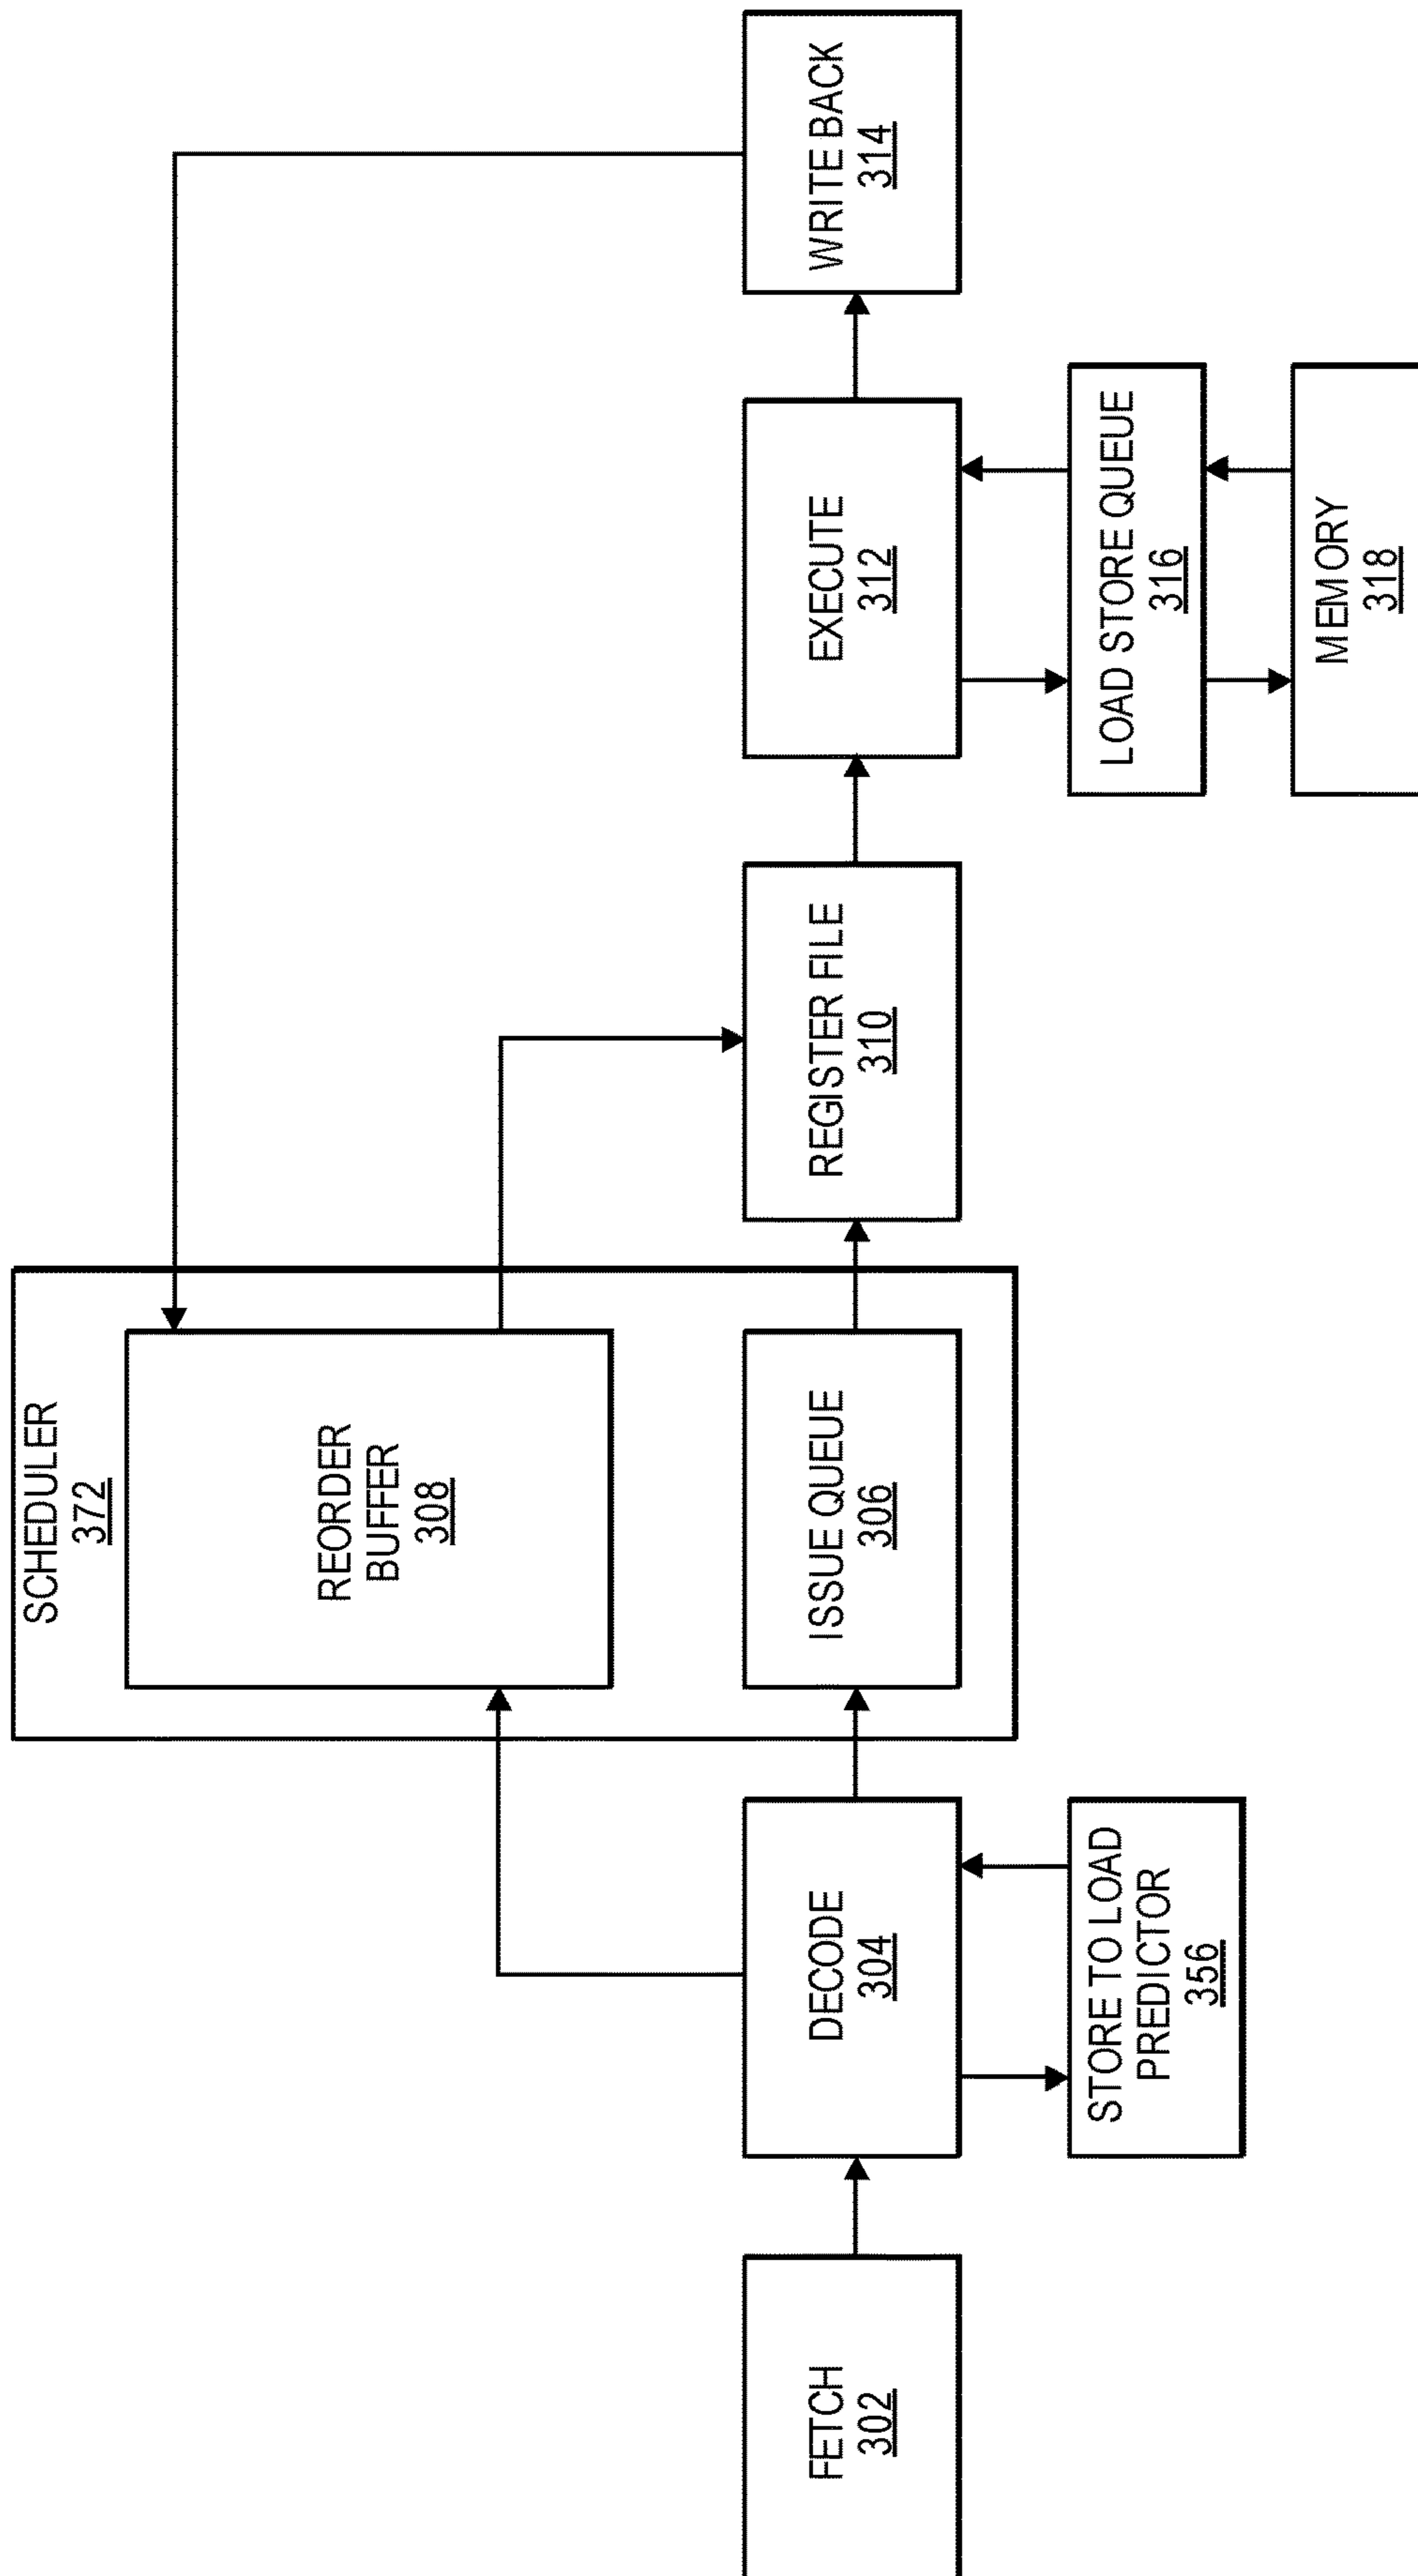 SCHEDULER
372
REORDER
BUFFER
308
FETCH
302
DECODE
304
ISSUE QUEUE
306
REGISTER FILE
310
EXECUTE
312
WRITE BACK
314
STORE TO LOAD
PREDICTOR
356
LOAD STORE QUEUE
316
MEMORY
318